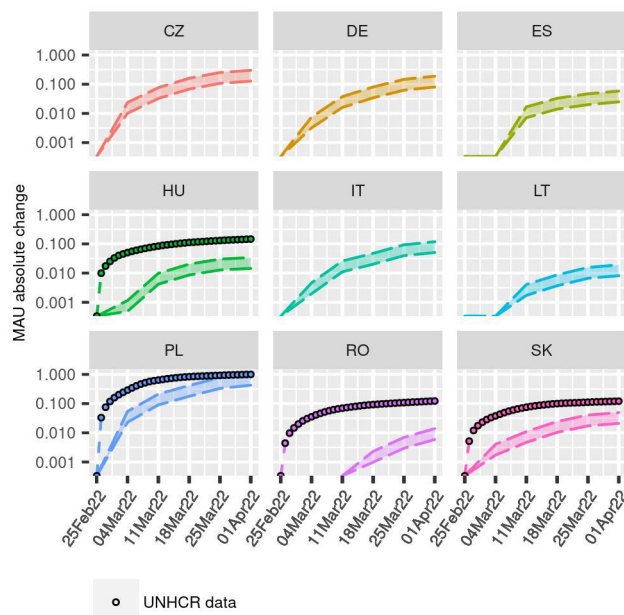 CZ DE ES
1.000
0.100
0.010
0.001
HU IT LT
1.000
0.100
0.010
0.001
MAU absolute change
PL RO SK
1.000
0.100
0.010
0.001
25Feb22 04Mar22 11Mar22 18Mar22 25Mar22 01Apr22 25Feb22 04Mar22 11Mar22 18Mar22 25Mar22 01Apr22 25Feb22 04Mar22 11Mar22 18Mar22 25Mar22 01Apr22
UNHCR data